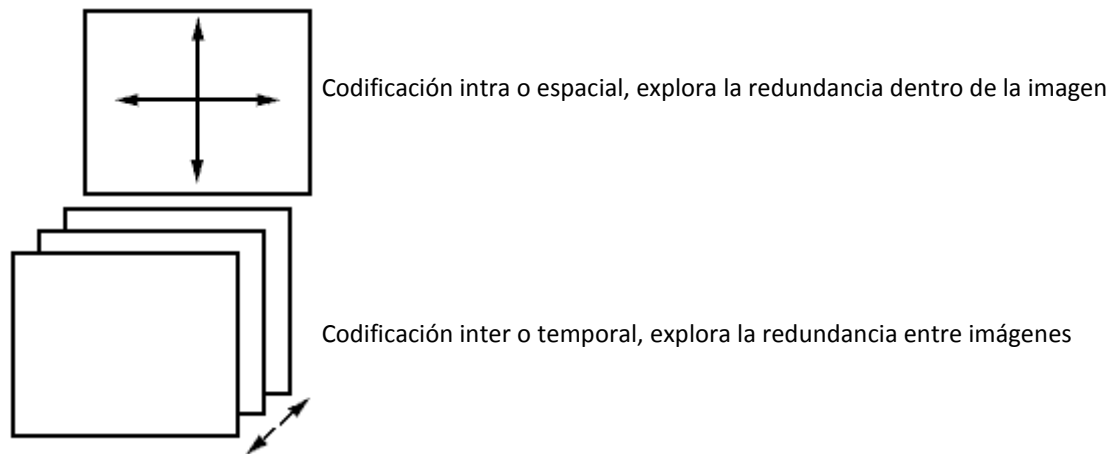 Codificación intra o espacial, explora la redundancia dentro de la imagen
Codificación inter o temporal, explora la redundancia entre imágenes